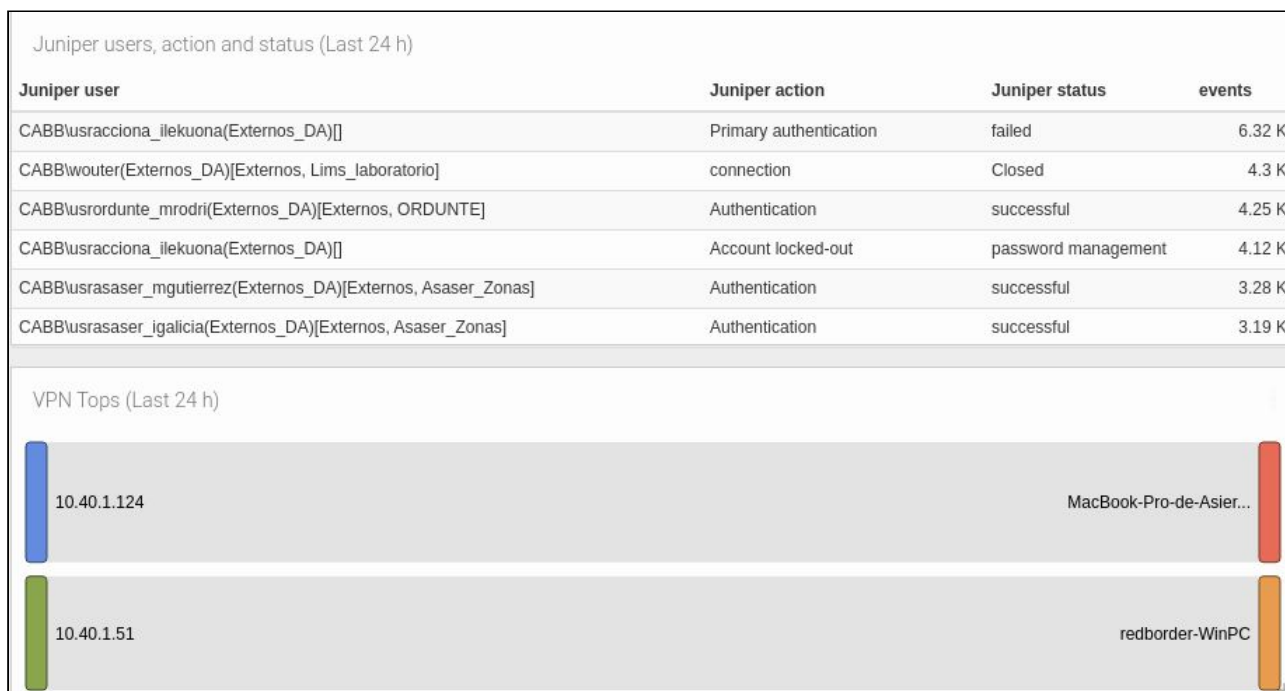 Juniper users, action and status (Last 24 h)
Juniper user Juniper action Juniper status events
CABB\usracciona_ilekuona(Externos_DA)[] Primary authentication failed 6.32 K
CABB\wouter(Externos_DA)[Externos, Lims_laboratorio] connection Closed 4.3 K
CABB\usrordunte_mrodri(Externos_DA)[Externos, ORDUNTE] Authentication successful 4.25 K
CABB\usracciona_ilekuona(Externos_DA)[] Account locked-out password management 4.12 K
CABB\usrasaser_mgutierrez(Externos_DA)[Externos, Asaser_Zonas] Authentication successful 3.28 K
CABB\usrasaser_igalicia(Externos_DA)[Externos, Asaser_Zonas] Authentication successful 3.19 K
VPN Tops (Last 24 h)
10.40.1.124 MacBook-Pro-de-Asier...
10.40.1.51 redborder-WinPC